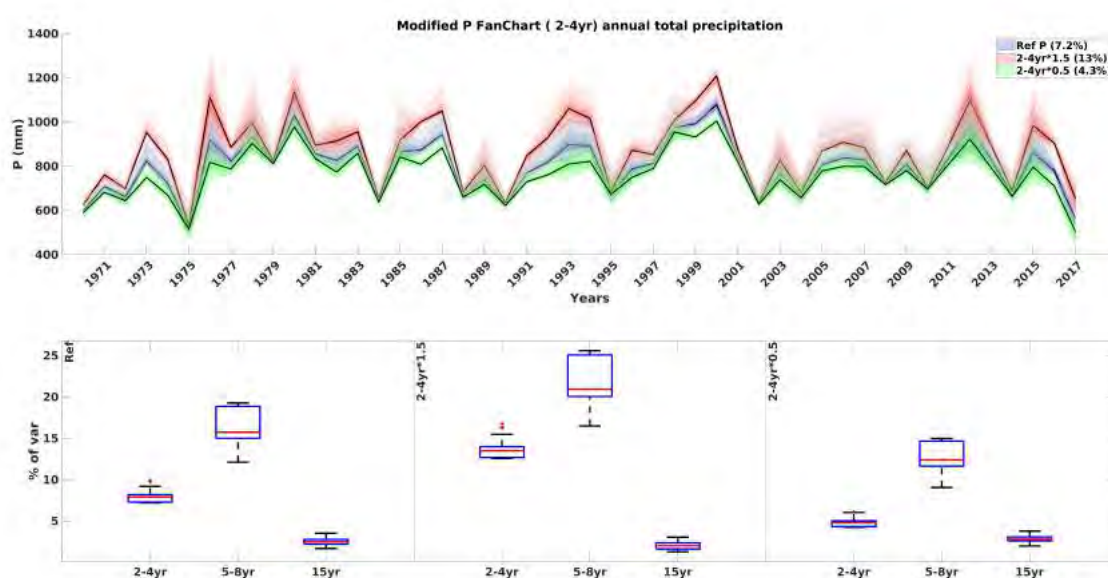 Modified P FanChart ( 2-4yr) annual total precipitation
Ref P (7.2%)
2-4yr*1.5 (13%)
2-4yr*0.5 (4.3%)
P (mm)
1400
1200
1000
800
600
400
1971 1973 1975 1977 1979 1981 1983 1985 1987 1989 1991 1993 1995 1997 1999 2001 2003 2005 2007 2009 2011 2013 2015 2017
Years
Ref
2-4yr*1.5
2-4yr*0.5
% of var
25
20
15
10
5
2-4yr 5-8yr 15yr 2-4yr 5-8yr 15yr 2-4yr 5-8yr 15yr